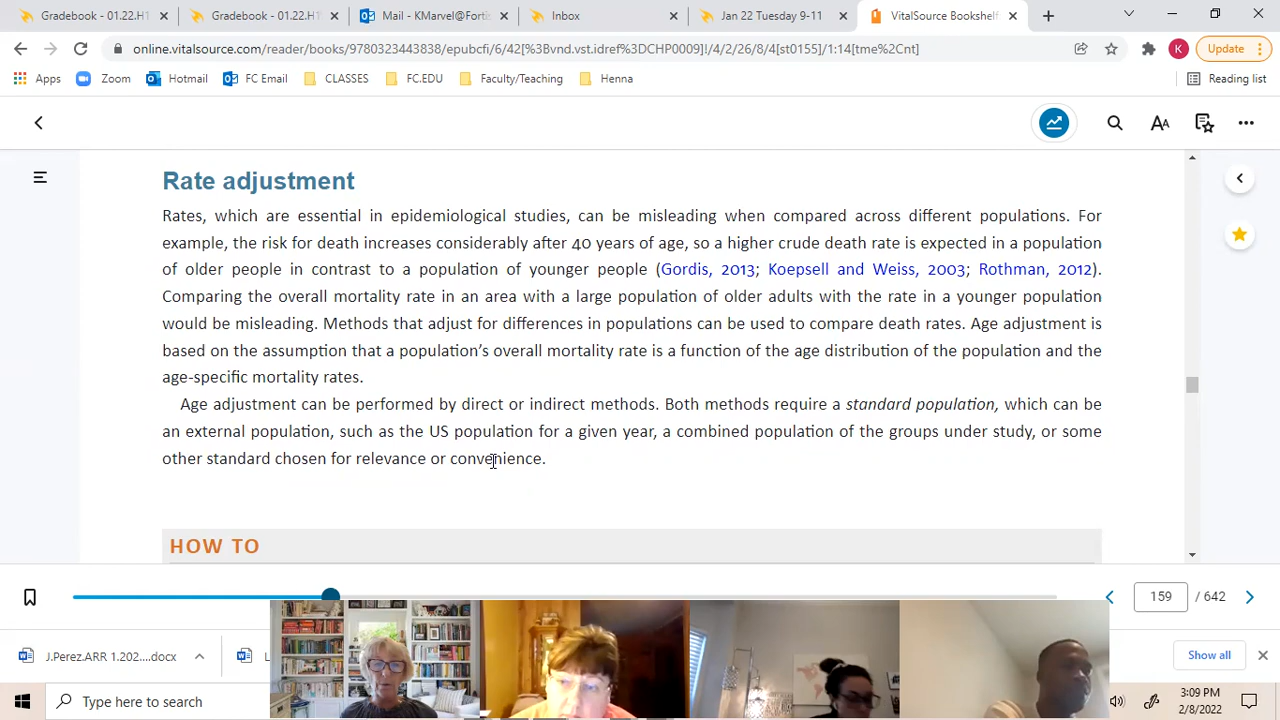 Gradebook - 01.22.H1
Gradebook - 01.22.H1
Mail - KMarvel@Fortis
Inbox
Jan 22 Tuesday 9-11
VitalSource Bookshelf
online.vitalsource.com/reader/books/9780323443838/epubcfi/6/42[%3Bvnd.vst.idref%3DCHP0009]!/4/2/26/8/4[st0155]/1:14[tme%2Cnt]
K
Update
Apps
Zoom
Hotmail
FC Email
CLASSES
FC.EDU
Faculty/Teaching
Henna
Reading list
Rate adjustment
Rates, which are essential in epidemiological studies, can be misleading when compared across different populations. For
example, the risk for death increases considerably after 40 years of age, so a higher crude death rate is expected in a population
of older people in contrast to a population of younger people (Gordis, 2013; Koepsell and Weiss, 2003; Rothman, 2012).
Comparing the overall mortality rate in an area with a large population of older adults with the rate in a younger population
would be misleading. Methods that adjust for differences in populations can be used to compare death rates. Age adjustment is
based on the assumption that a population's overall mortality rate is a function of the age distribution of the population and the
age-specific mortality rates.
Age adjustment can be performed by direct or indirect methods. Both methods require a standard population, which can be
an external population, such as the US population for a given year, a combined population of the groups under study, or some
other standard chosen for relevance or convenience.
HOW TO
159 / 642
J.Perez.ARR 1.202....docx
L
Show all
Type here to search
3:09 PM
2/8/2022